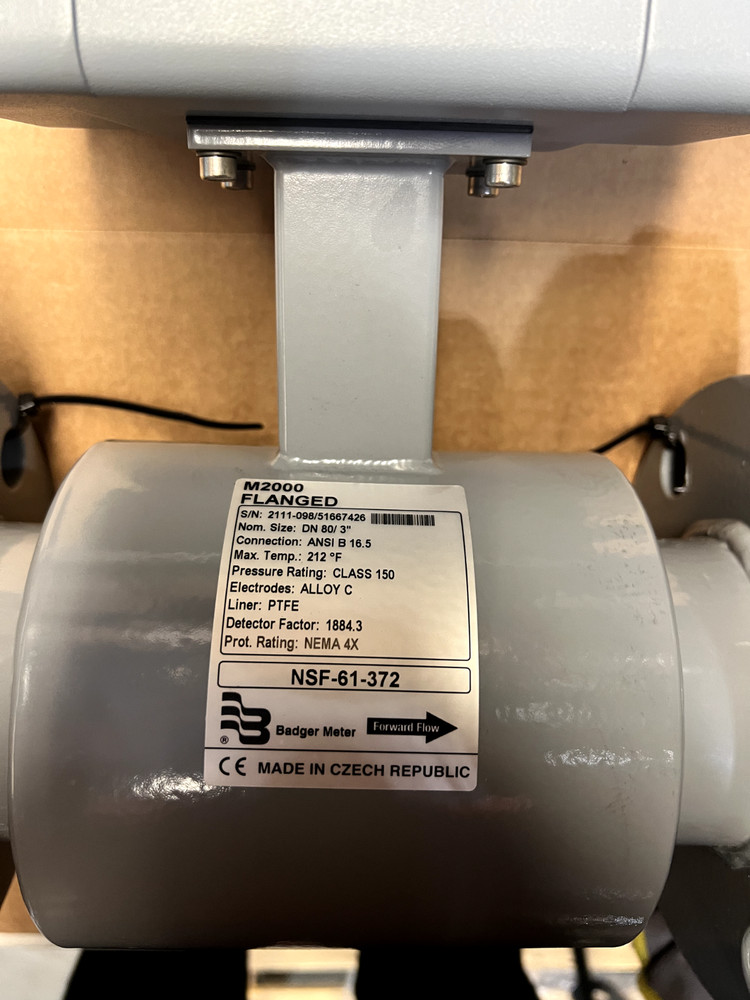 M2000
FLANGED
S/N: 2111-098/51667426
Nom. Size: DN 80/ 3"
Connection: ANSI B 16.5
Max. Temp.: 212 °F
Pressure Rating: CLASS 150
Electrodes: ALLOY C
Liner: PTFE
Detector Factor: 1884.3
Prot. Rating: NEMA 4X
NSF-61-372
® Badger Meter Forward Flow
CE MADE IN CZECH REPUBLIC